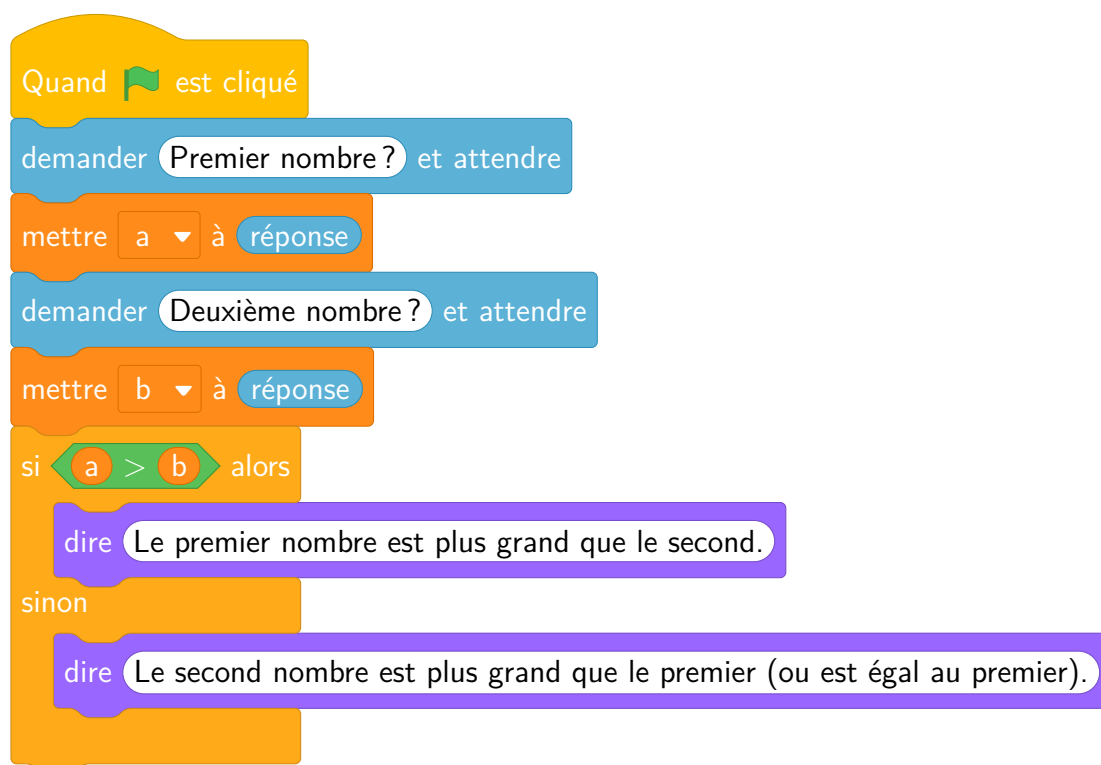 Quand est cliqué
demander Premier nombre ? et attendre
mettre a à réponse
demander Deuxième nombre ? et attendre
mettre b à réponse
si a > b alors
dire Le premier nombre est plus grand que le second.
sinon
dire Le second nombre est plus grand que le premier (ou est égal au premier).